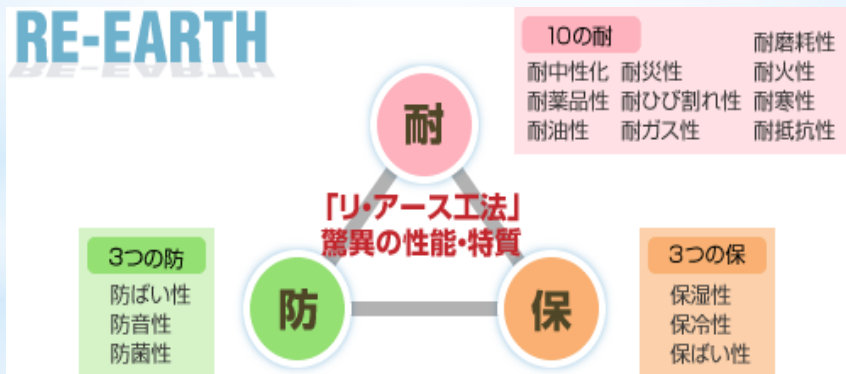 RE-EARTH
10の耐
耐磨耗性
耐中性化 耐災性 耐火性
耐薬品性 耐ひび割れ性 耐寒性
耐油性 耐ガス性 耐抵抗性
耐
「リ・アース工法」
驚異の性能・特質
3つの防
防ばい性
防音性
防菌性
防
保
3つの保
保湿性
保冷性
保ばい性